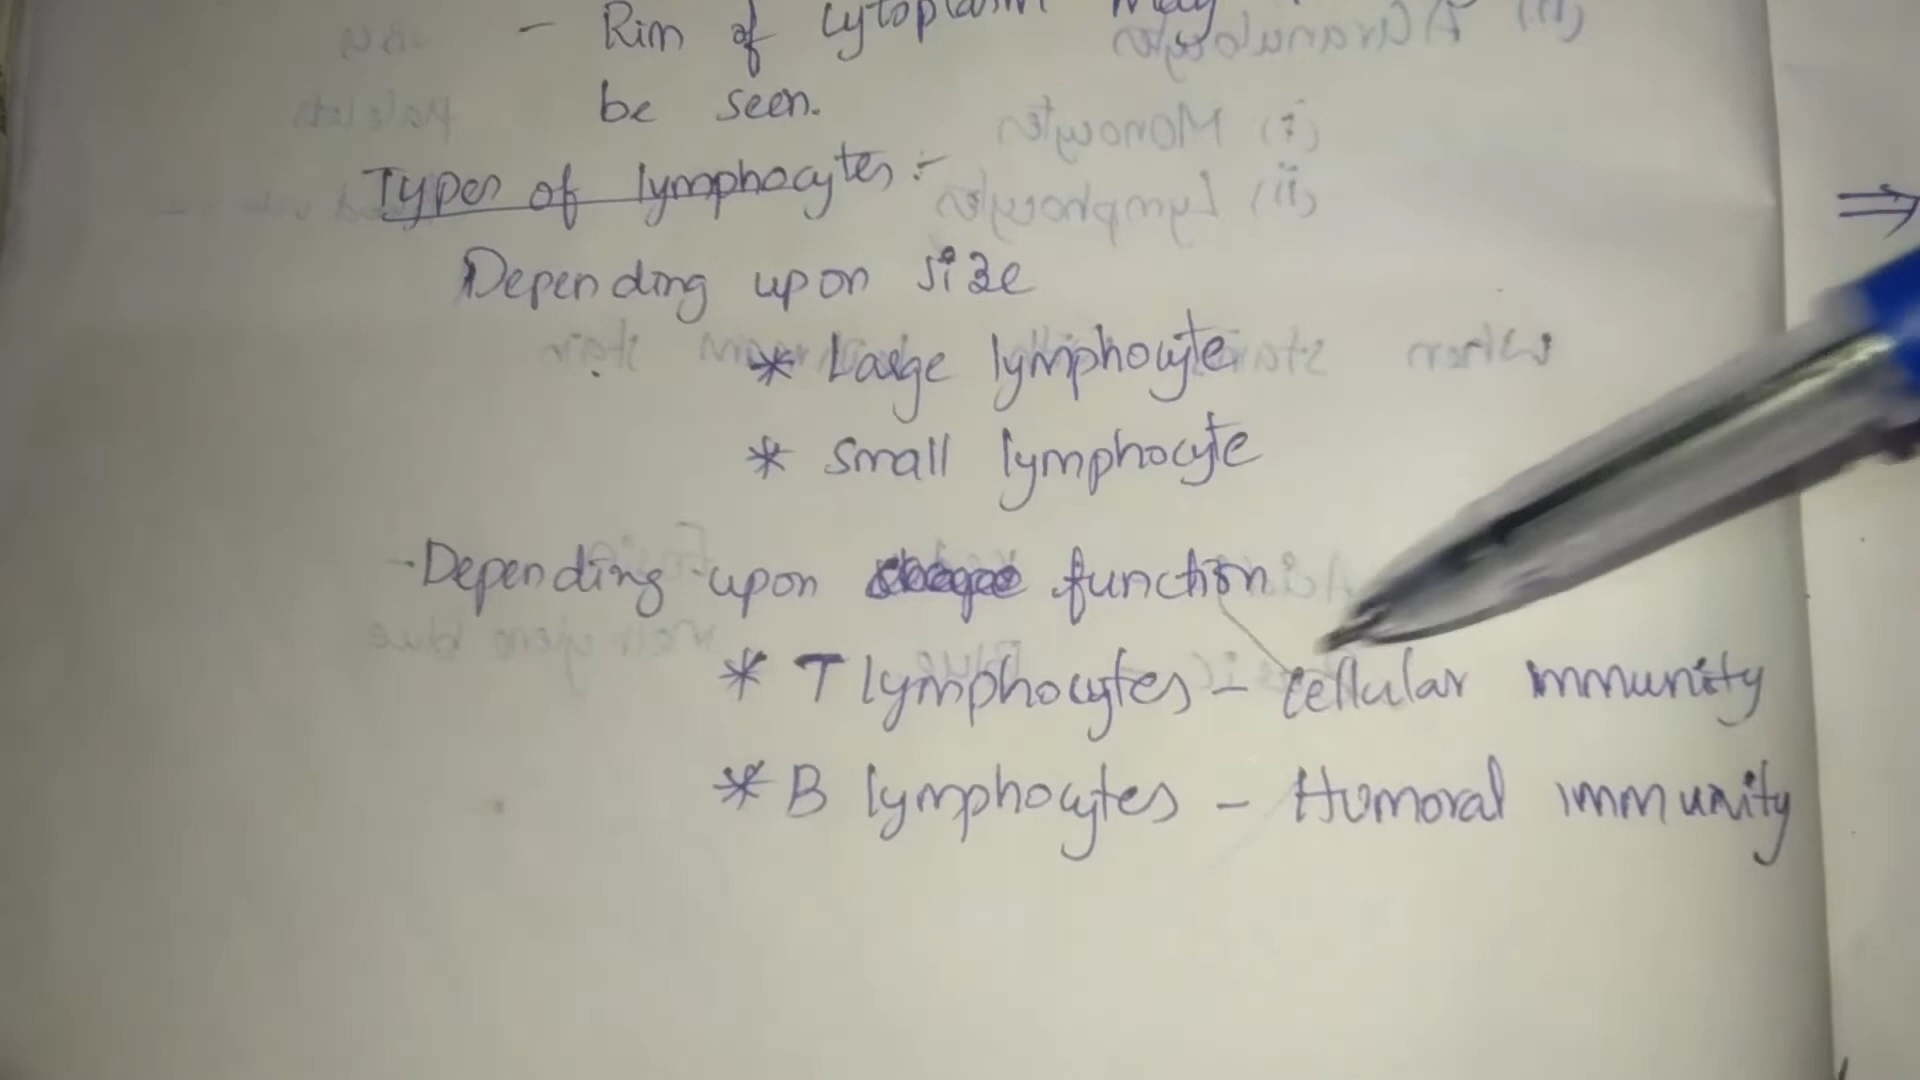 - Rim of cytoplasm may
be seen.
Types of lymphocytes :-
Depending upon size
* Large lymphocyte
* Small lymphocyte
- Depending upon function
* T lymphocytes - cellular immunity
* B lymphocytes - Humoral immunity